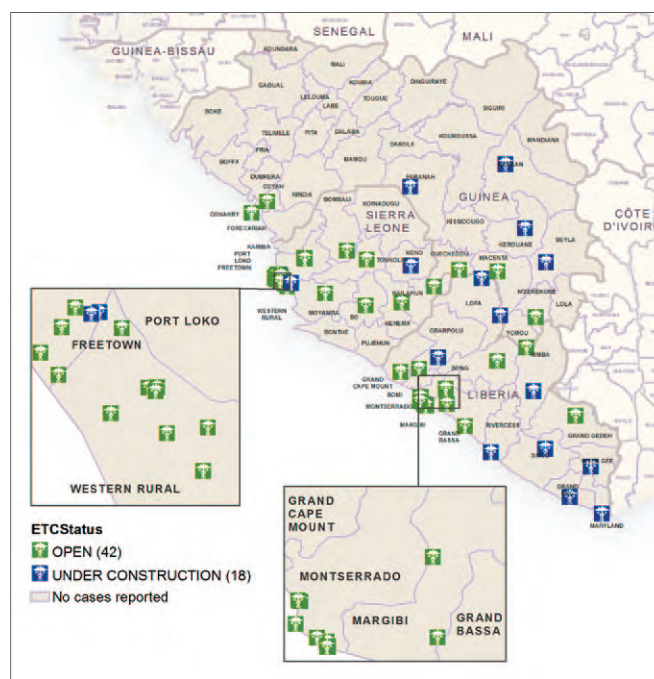 SENEGAL
MALI
GUINEA-BISSAU
KOUNDARA
MALI
GAOUAL
KOUBIA
DINGUIRAYE
LELOUMA
LABE
TOUGUE
SIGUIRI
BOKE
TELIMELE
PITA
DALABA
KOUROUSSA
MANDIANA
FRIA
DABOLA
BOFFA
MAMOU
DUBREKA
FARANAH
COYAH
KINDIA
GUINEA
CONAKRY
BOMBALI
KOINADUGU
FORECARIAH
SIERRA
LEONE
KISSIDOUGO
CÔTE
D'IVOIRE
KEROUANE
BEYLA
KAMBIA
PORT
LOKO
FREETOWN
TONKOLILI
KONO
GUECKEDOU
MACENTA
WESTERN
RURAL
MOYAMBA
BO
KAILAHUN
N'ZEREKORE
LOLA
LOFA
BONTHE
KENEMA
YOMOU
PUJEHUN
GBARPOLU
NIMBA
GRAND
CAPE MOUNT
BONG
BOMI
LIBERIA
MONTSERRADO
MARGIBI
GRAND
BASSA
RIVERCESS
GRAND GEDEH
GRAND
MARYLAND
PORT LOKO
FREETOWN
WESTERN RURAL
ETCStatus
OPEN (42)
UNDER CONSTRUCTION (18)
No cases reported
GRAND
CAPE
MOUNT
MONTSERRADO
MARGIBI
GRAND
BASSA